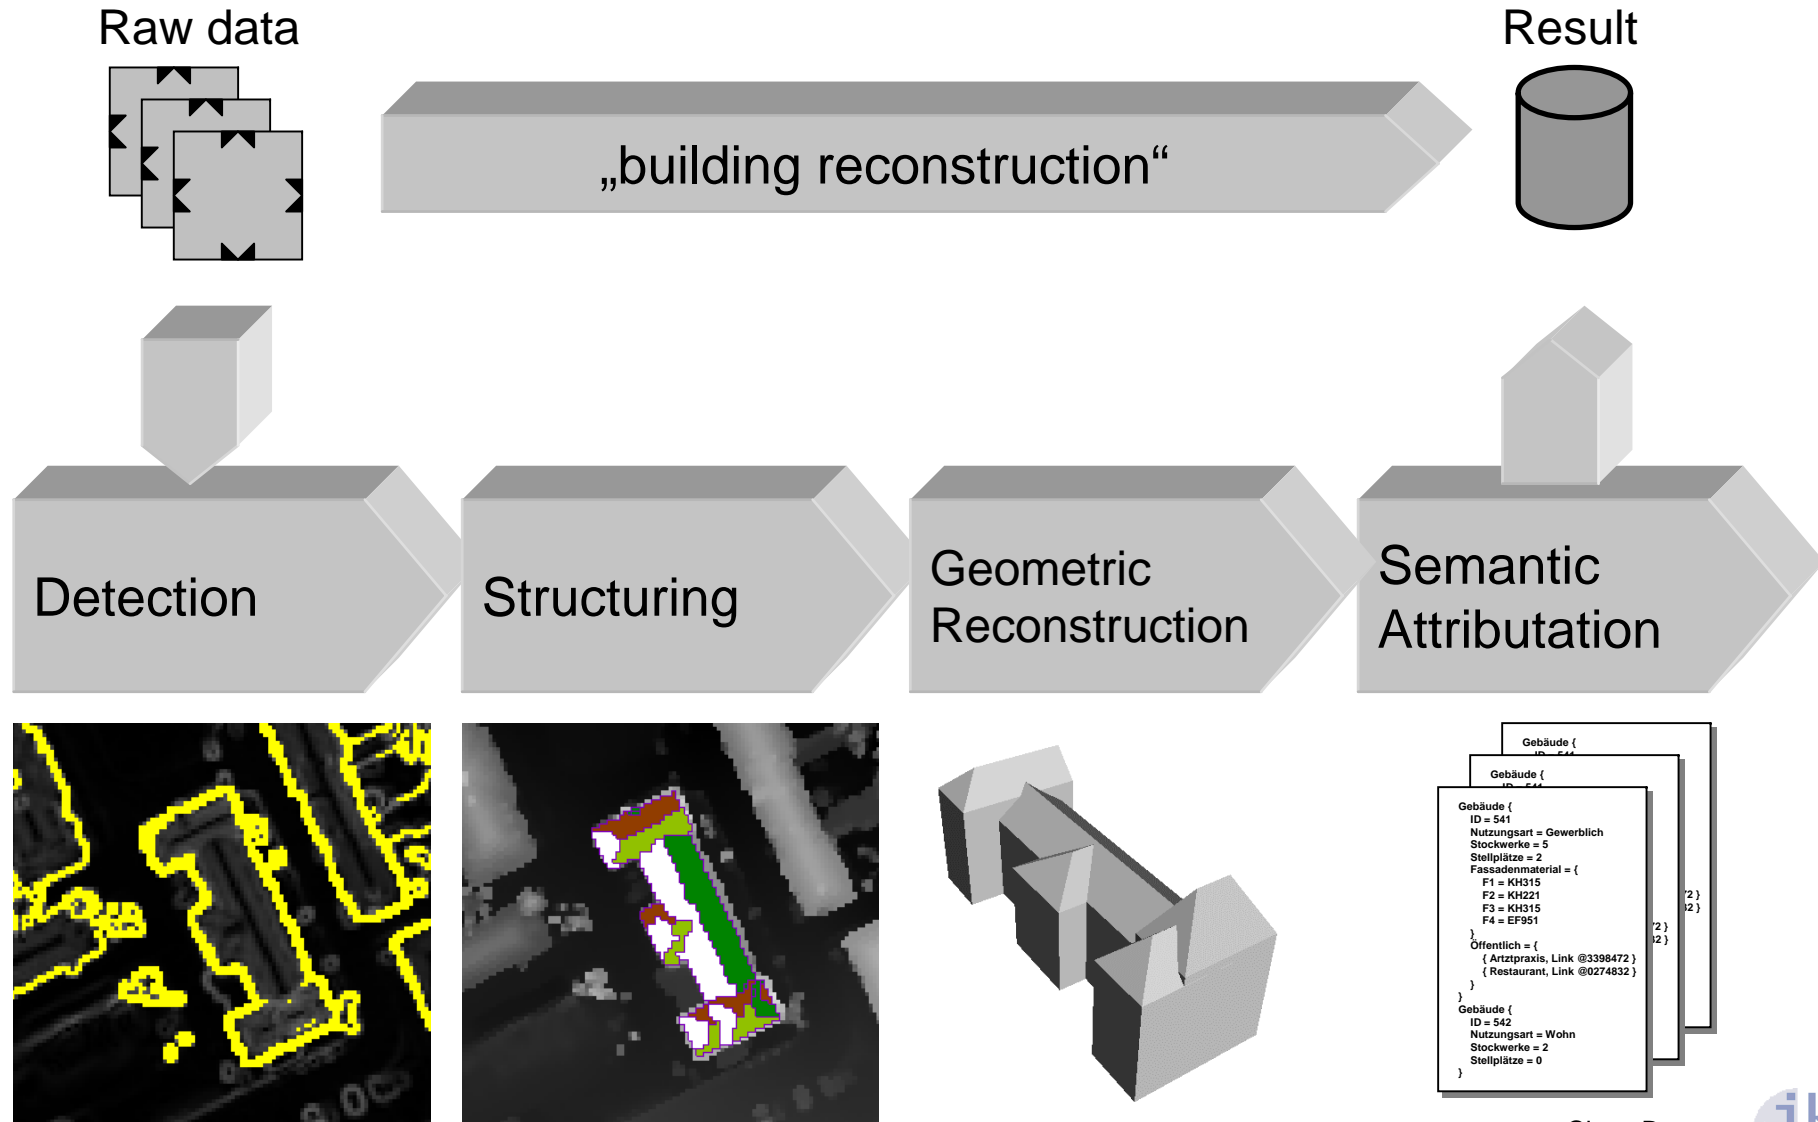 Raw data
Result
„building reconstruction“
Detection
Structuring
Geometric
Reconstruction
Semantic
Attributation
Gebäude {
Gebäude {
Gebäude {
ID = 541
Nutzungsart = Gewerblich
Stockwerke = 5
Stellplätze = 2
Fassadenmaterial = {
F1 = KH315
F2 = KH221
F3 = KH315
F4 = EF951
}
Öffentlich = {
{ Artztpraxis, Link @3398472 }
{ Restaurant, Link @0274832 }
}
}
Gebäude {
ID = 542
Nutzungsart = Wohn
Stockwerke = 2
Stellplätze = 0
}